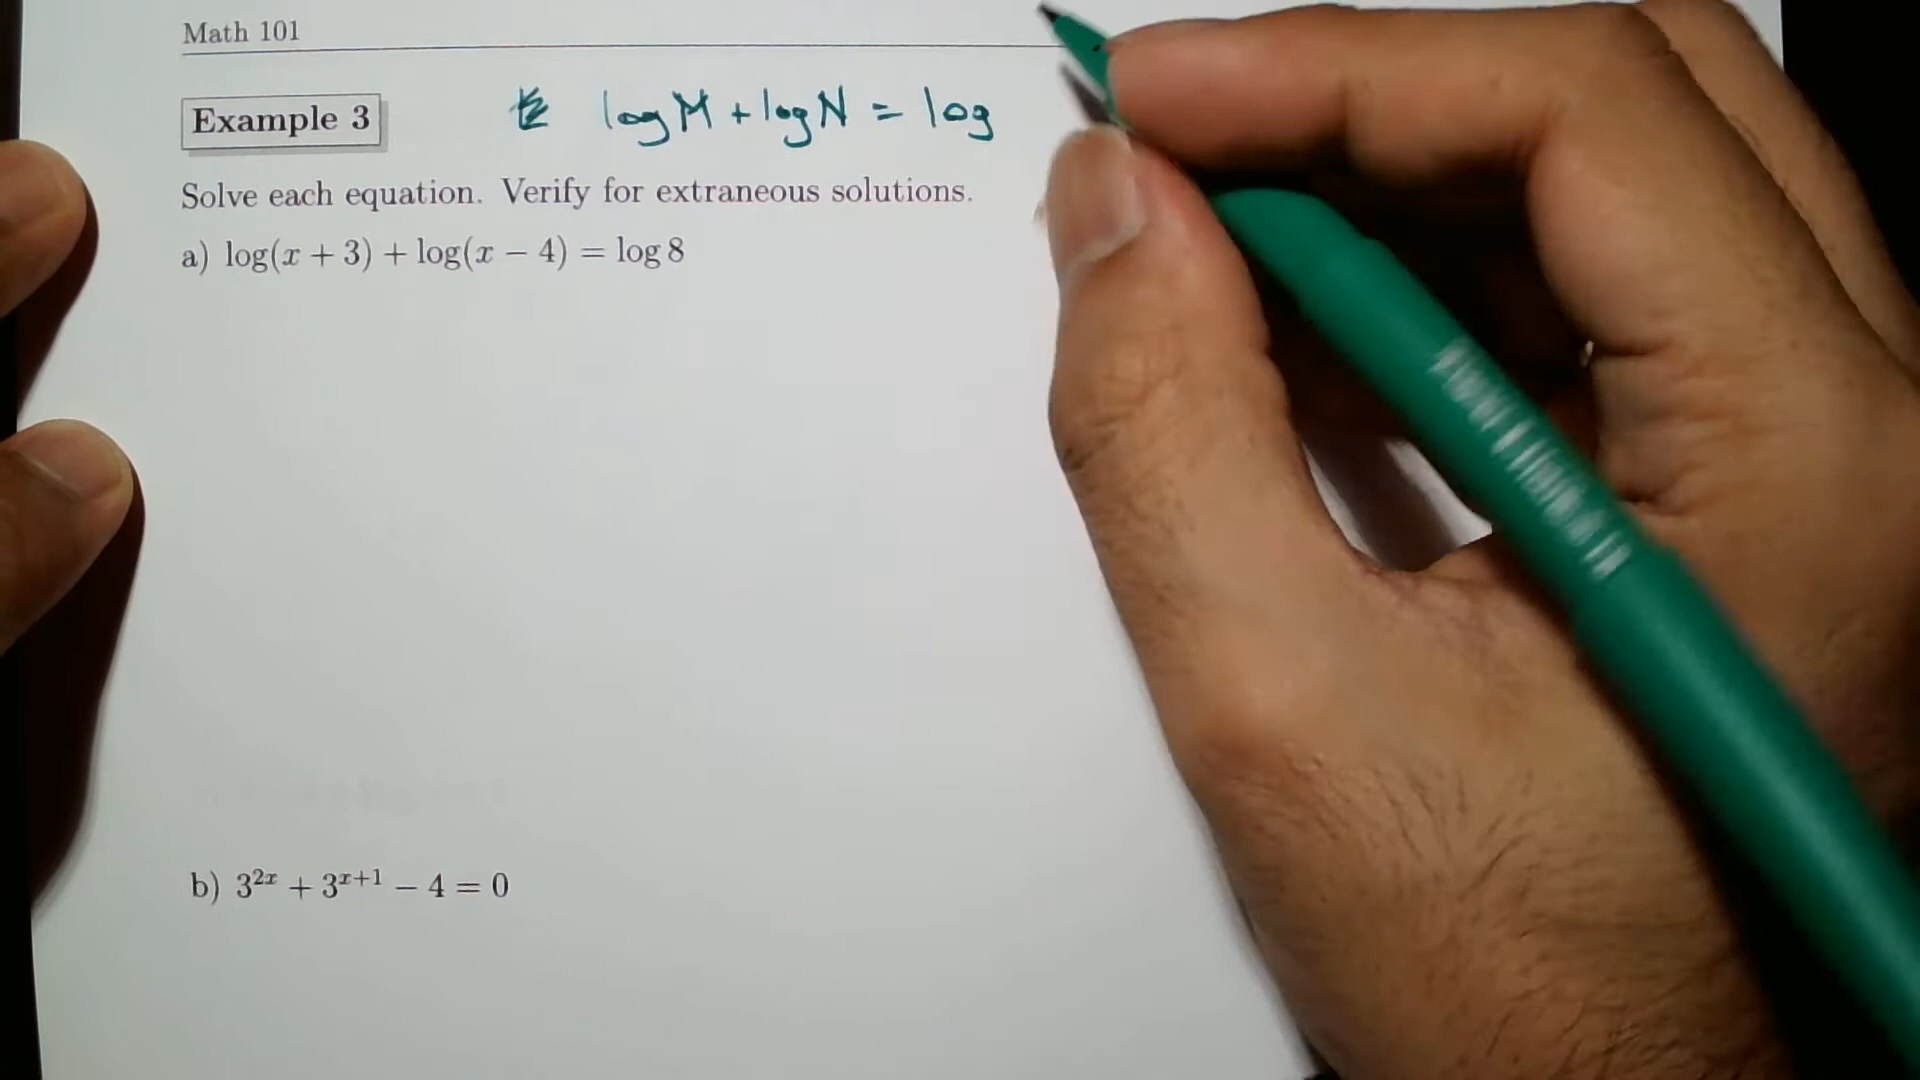 Math 101
Example 3
log M + log N = log
Solve each equation. Verify for extraneous solutions.
a) log(x + 3) + log(x − 4) = log 8
b) 3^{2x} + 3^{x+1} − 4 = 0